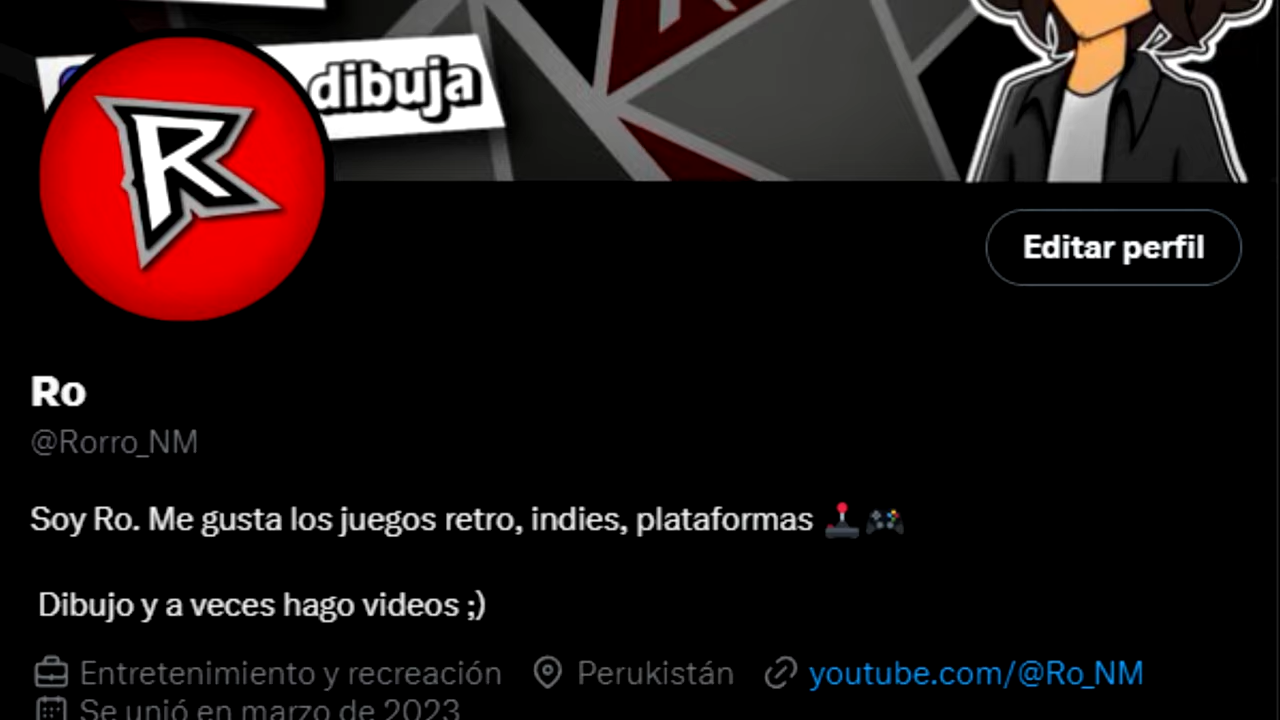 dibuja
R
Editar perfil
Ro
@Rorro_NM
Soy Ro. Me gusta los juegos retro, indies, plataformas 🕹️🎮
Dibujo y a veces hago videos ;)
Entretenimiento y recreación Perukistán youtube.com/@Ro_NM
Se unió en marzo de 2023